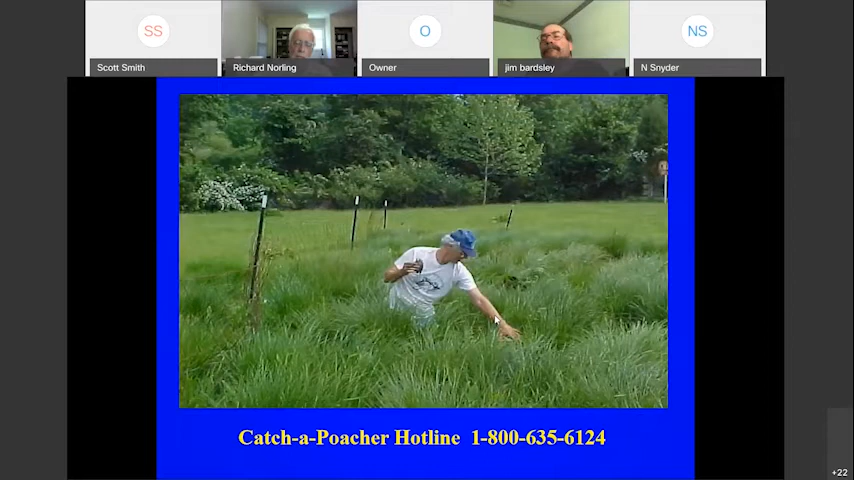 SS
O
NS
Scott Smith
Richard Norling
Owner
jim bardsley
N Snyder
Catch-a-Poacher Hotline 1-800-635-6124
+22